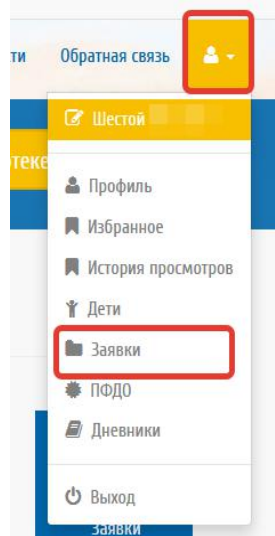 ти Обратная связь
Шестой
теке
Профиль
Избранное
История просмотров
Дети
Заявки
ПФДО
Дневники
Выход
Заявки